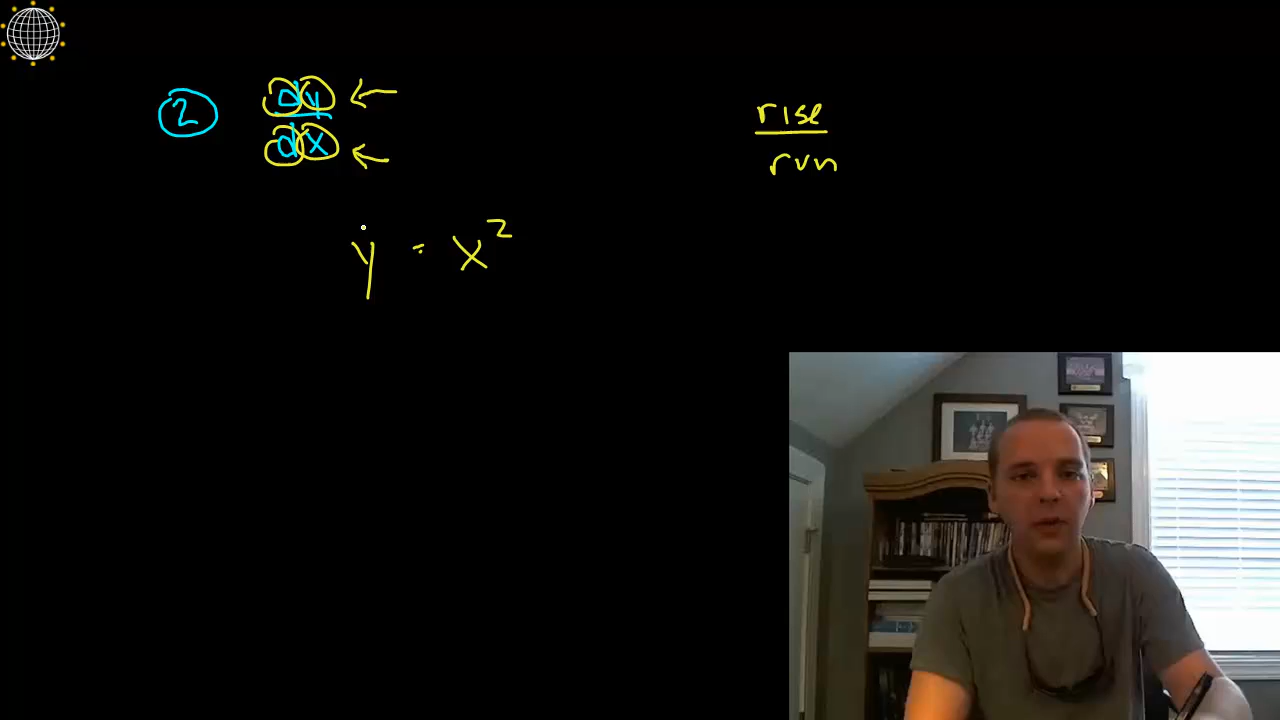 2 dy/dx
rise/run
y = x²